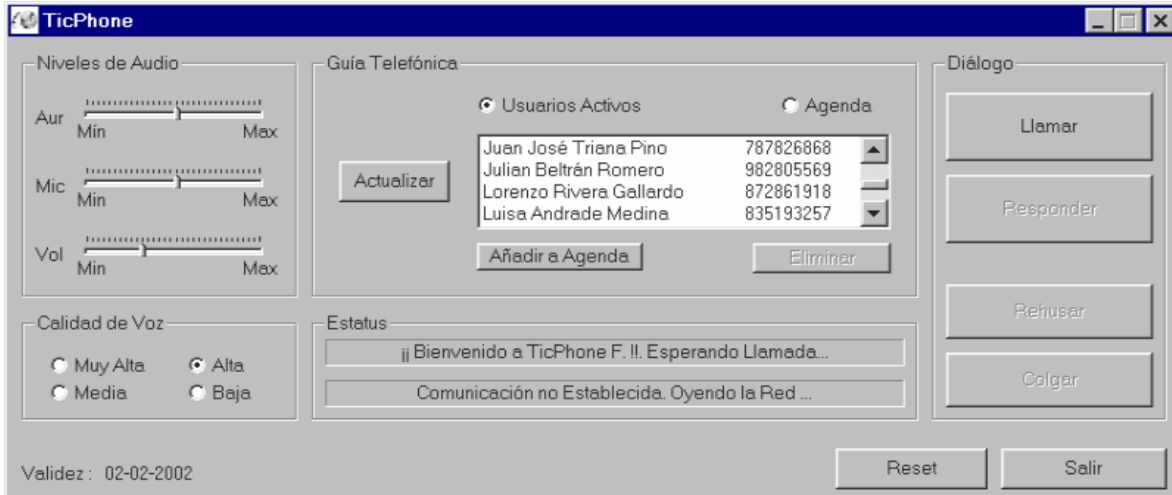 TicPhone
Niveles de Audio
Aur
Mín Max
Mic
Min Max
Vol
Min Max
Guía Telefónica
Usuarios Activos Agenda
Actualizar
Juan José Triana Pino 787826868
Julian Beltrán Romero 982805569
Lorenzo Rivera Gallardo 872861918
Luisa Andrade Medina 835193257
Añadir a Agenda Eliminar
Diálogo
Llamar
Responder
Rehusar
Colgar
Calidad de Voz
Muy Alta Alta
Media Baja
Estatus
¡¡ Bienvenido a TicPhone F. !!. Esperando Llamada...
Comunicación no Establecida. Oyendo la Red ...
Validez : 02-02-2002
Reset Salir